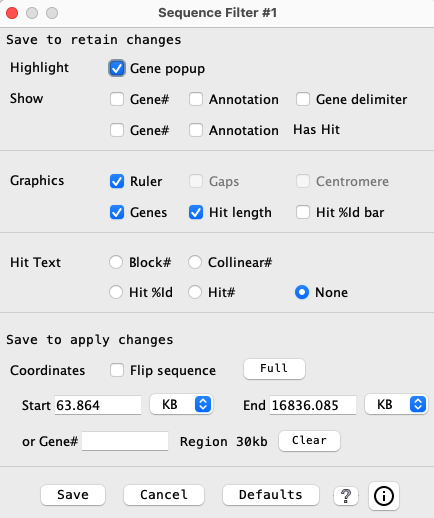 Sequence Filter #1
Save to retain changes
Highlight Gene popup
Show Gene# Annotation Gene delimiter
Gene# Annotation Has Hit
Graphics Ruler Gaps Centromere
Genes Hit length Hit %Id bar
Hit Text Block# Collinear#
Hit %Id Hit# None
Save to apply changes
Coordinates Flip sequence Full
Start 63.864 KB End 16836.085 KB
or Gene# Region 30kb Clear
Save Cancel Defaults ? i